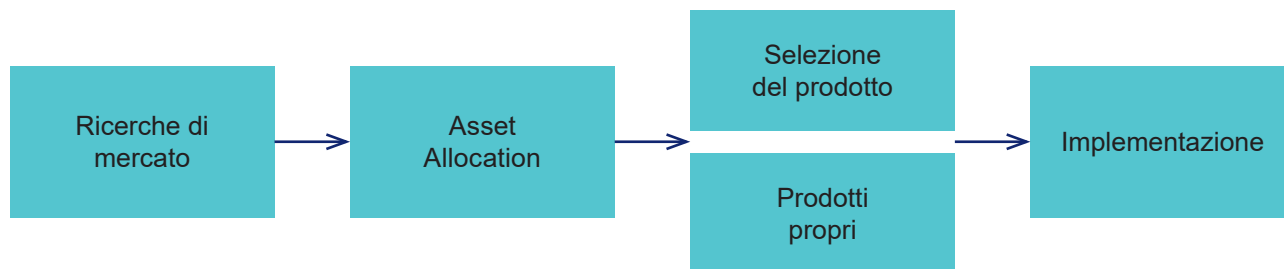 Ricerche di
mercato
Asset
Allocation
Selezione
del prodotto
Prodotti
propri
Implementazione